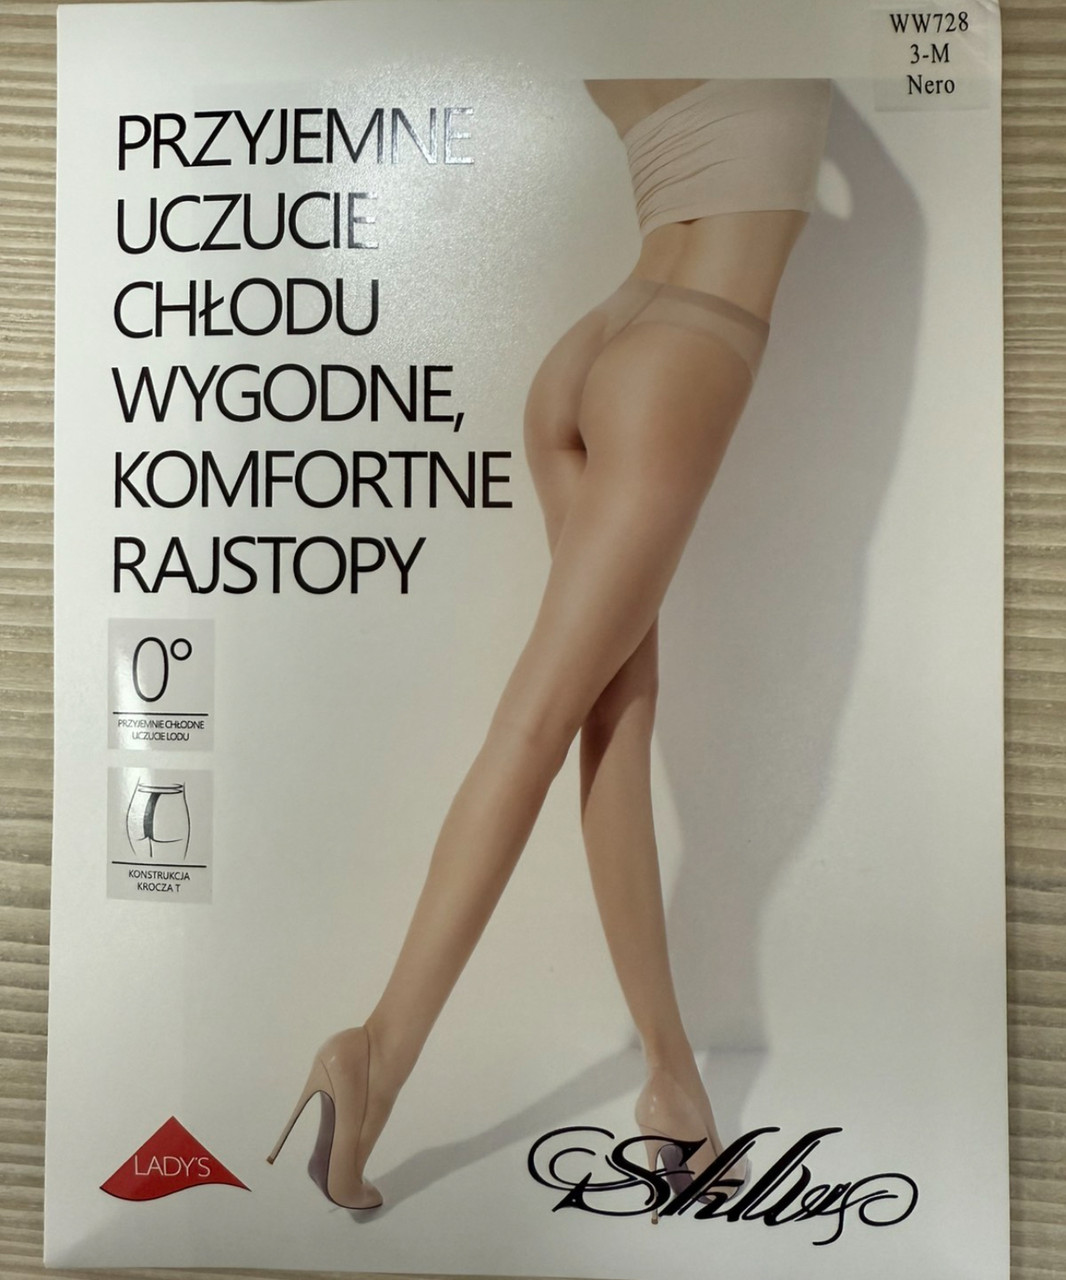 WW728
3-M
Nero
PRZYJEMNE
UCZUCIE
CHŁODU
WYGODNE,
KOMFORTNE
RAJSTOPY
0°
PRZYJEMNIE CHŁODNE
UCZUCIE LODU
KONSTRUKCJA
KROCZA T
LADY'S